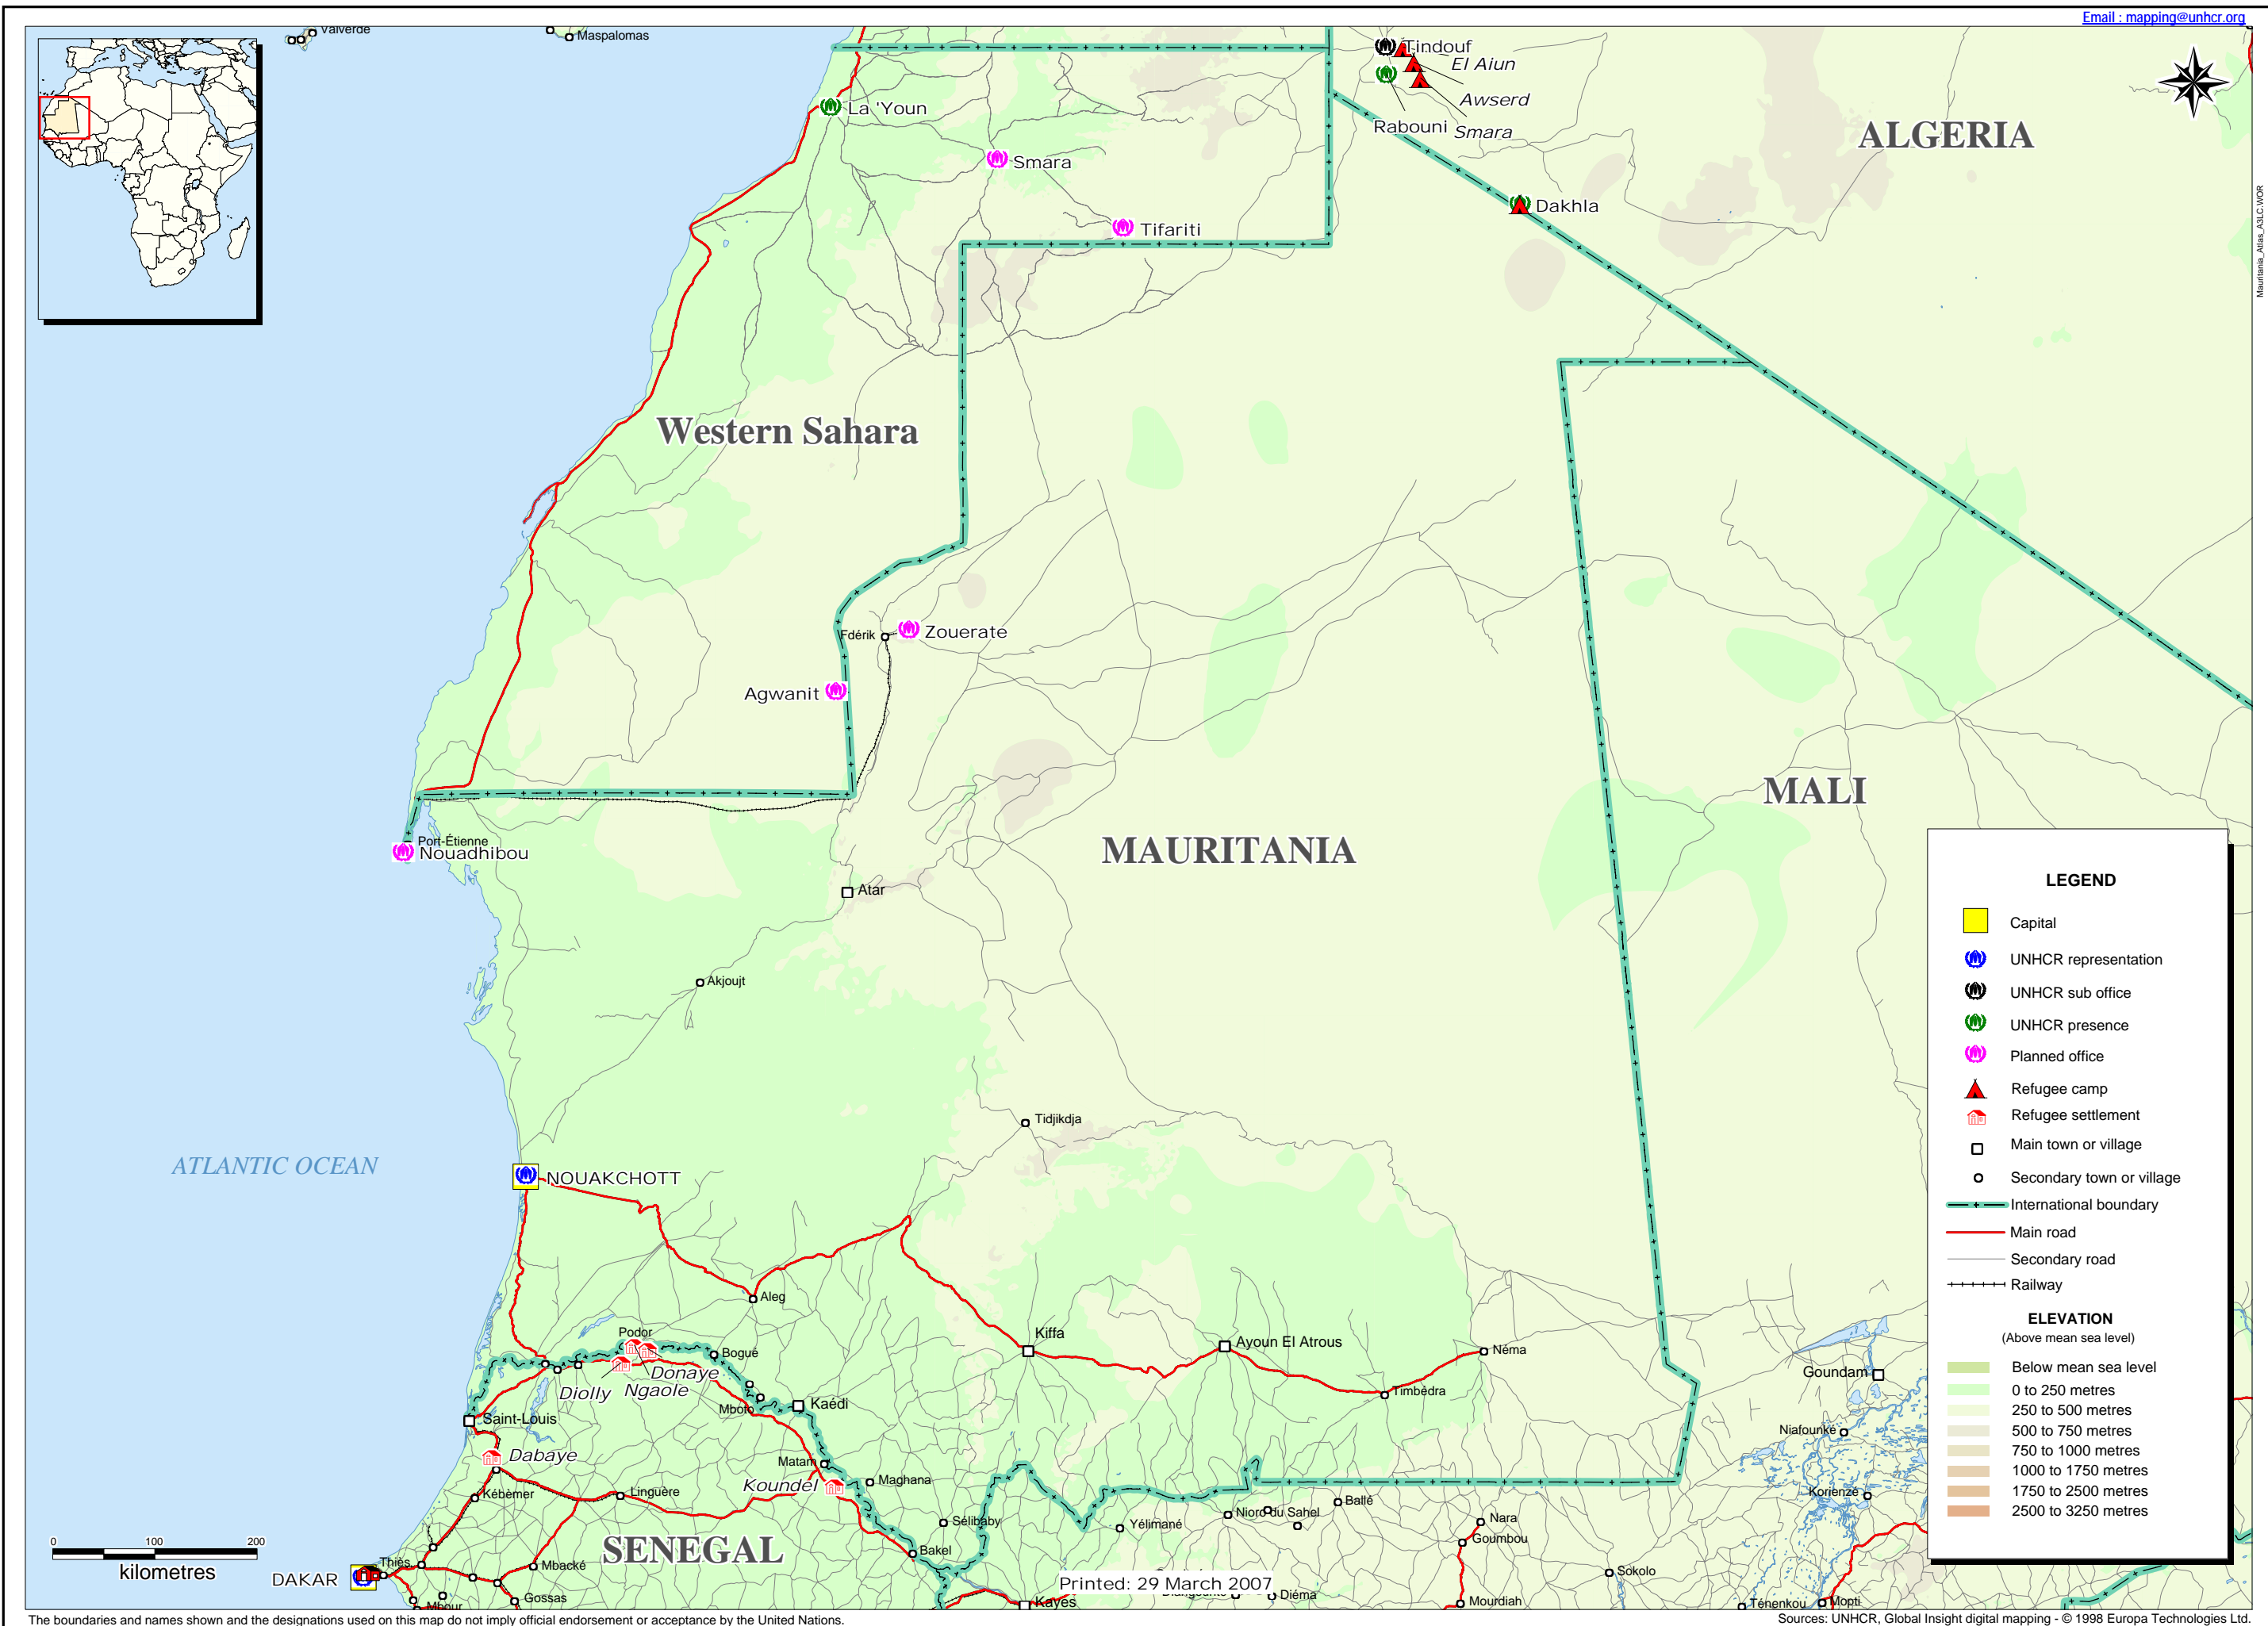 Email : mapping@unhcr.org
Valverde
Maspalomas
Tindouf
El Aiun
Awserd
Rabouni
Smara
ALGERIA
La 'Youn
Smara
Tifariti
Dakhla
Mauritania_Atlas_A3LC.WOR
Western Sahara
Fdérik
Zouerate
Agwanit
MALI
Port-Étienne
Nouadhibou
MAURITANIA
Atar
Akjoujt
Tidjikdja
ATLANTIC OCEAN
NOUAKCHOTT
Aleg
Podor
Bogué
Kiffa
Ayoun El Atrous
Néma
Donaye
Diolly
Ngaole
Timbédra
Goundam
Mboto
Kaédi
Saint-Louis
Niafounké
Dabaye
Matam
Koundel
Maghana
Kébèmer
Linguère
Korienze
Sélibaby
Yélimané
Nioro du Sahel
Ballé
Nara
Goumbou
SENEGAL
Bakel
Thiès
Mbacké
Sokolo
DAKAR
Gossas
Mbour
Kayes
Diéma
Mourdiah
Ténenkou
Mopti
0 100 200
kilometres
Printed: 29 March 2007
LEGEND
Capital
UNHCR representation
UNHCR sub office
UNHCR presence
Planned office
Refugee camp
Refugee settlement
Main town or village
Secondary town or village
International boundary
Main road
Secondary road
Railway
ELEVATION
(Above mean sea level)
Below mean sea level
0 to 250 metres
250 to 500 metres
500 to 750 metres
750 to 1000 metres
1000 to 1750 metres
1750 to 2500 metres
2500 to 3250 metres
The boundaries and names shown and the designations used on this map do not imply official endorsement or acceptance by the United Nations.
Sources: UNHCR, Global Insight digital mapping - © 1998 Europa Technologies Ltd.